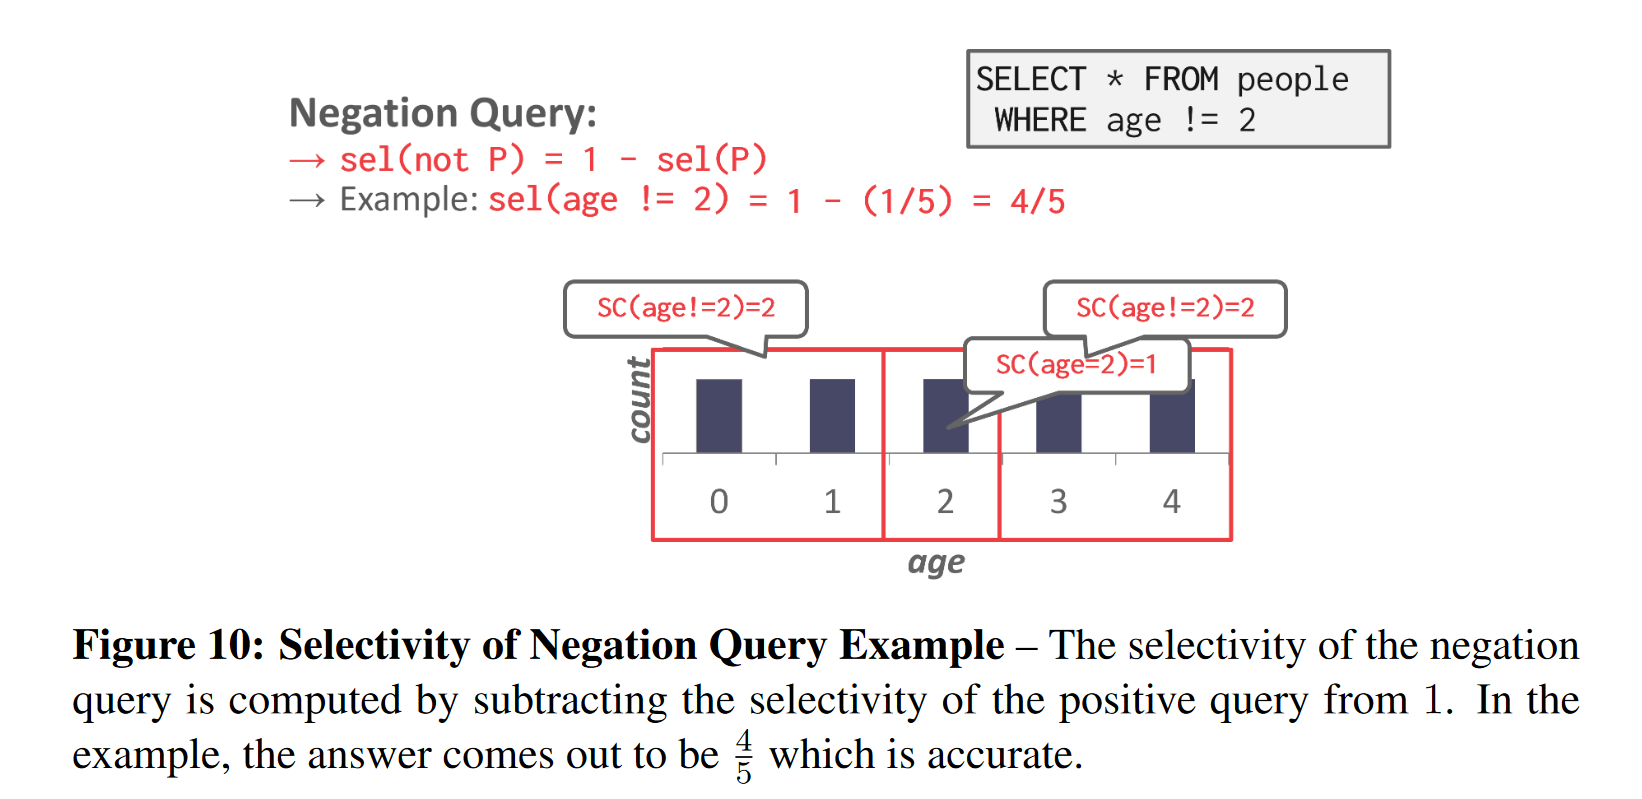 SELECT * FROM people
WHERE age != 2
Negation Query:
→ sel(not P) = 1 - sel(P)
→ Example: sel(age != 2) = 1 - (1/5) = 4/5
SC(age!=2)=2
SC(age!=2)=2
SC(age=2)=1
count
0 1 2 3 4
age
Figure 10: Selectivity of Negation Query Example – The selectivity of the negation
query is computed by subtracting the selectivity of the positive query from 1. In the
example, the answer comes out to be 4/5 which is accurate.